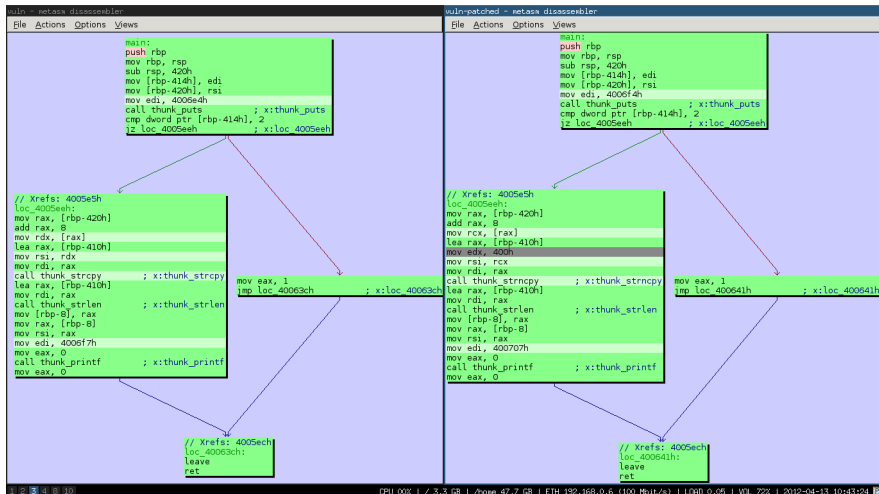 vuln - metasm disassembler
File Actions Options Views
main:
push rbp
mov rbp, rsp
sub rsp, 420h
mov [rbp-414h], edi
mov [rbp-420h], rsi
mov edi, 4006e4h
call thunk_puts ; x:thunk_puts
cmp dword ptr [rbp-414h], 2
jz loc_4005eeh ; x:loc_4005eeh
// Xrefs: 4005e5h
loc_4005eeh:
mov rax, [rbp-420h]
add rax, 8
mov rdx, [rax]
lea rax, [rbp-410h]
mov rsi, rdx
mov rdi, rax
call thunk_strcpy ; x:thunk_strcpy
lea rax, [rbp-410h]
mov rdi, rax
call thunk_strlen ; x:thunk_strlen
mov [rbp-8], rax
mov rax, [rbp-8]
mov rsi, rax
mov edi, 4006f7h
mov eax, 0
call thunk_printf ; x:thunk_printf
mov eax, 0
mov eax, 1
jmp loc_40063ch ; x:loc_40063ch
// Xrefs: 4005ech
loc_40063ch:
leave
ret
vuln-patched - metasm disassembler
File Actions Options Views
main:
push rbp
mov rbp, rsp
sub rsp, 420h
mov [rbp-414h], edi
mov [rbp-420h], rsi
mov edi, 4006f4h
call thunk_puts ; x:thunk_puts
cmp dword ptr [rbp-414h], 2
jz loc_4005eeh ; x:loc_4005eeh
// Xrefs: 4005e5h
loc_4005eeh:
mov rax, [rbp-420h]
add rax, 8
mov rcx, [rax]
lea rax, [rbp-410h]
mov edx, 400h
mov rsi, rcx
mov rdi, rax
call thunk_strncpy ; x:thunk_strncpy
lea rax, [rbp-410h]
mov rdi, rax
call thunk_strlen ; x:thunk_strlen
mov [rbp-8], rax
mov rax, [rbp-8]
mov rsi, rax
mov edi, 400707h
mov eax, 0
call thunk_printf ; x:thunk_printf
mov eax, 0
mov eax, 1
jmp loc_400641h ; x:loc_400641h
// Xrefs: 4005ech
loc_400641h:
leave
ret
1 2 3 4 8 10
CPU 00% | / 3.3 GB | /home 47.7 GB | ETH 192.168.0.6 (100 Mbit/s) | LOAD 0.05 | VOL 72% | 2012-04-13 10:43:24